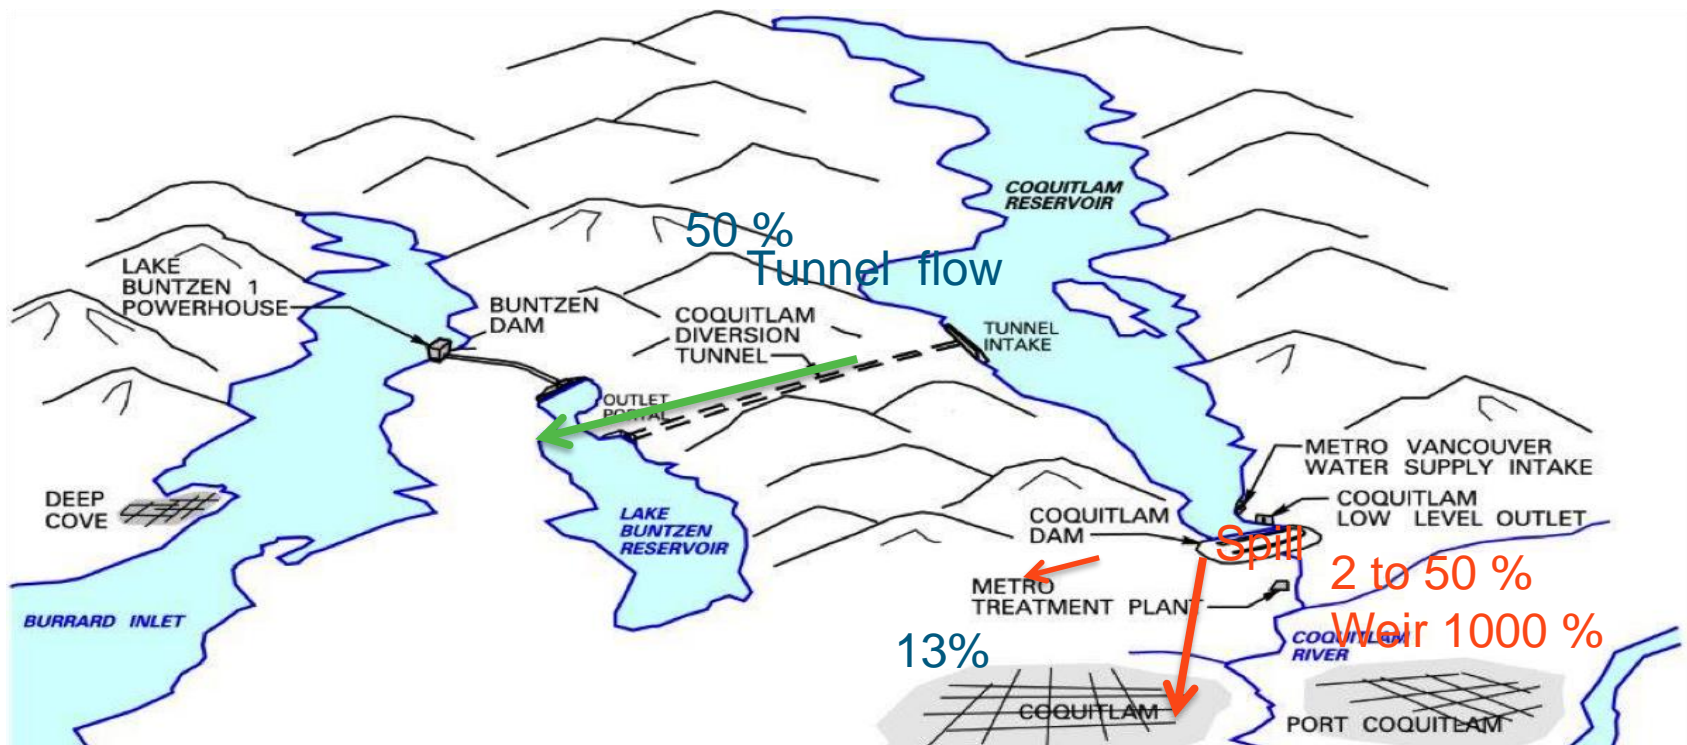 COQUITLAM
RESERVOIR
50 %
Tunnel flow
LAKE
BUNTZEN 1
POWERHOUSE
BUNTZEN
DAM
COQUITLAM
DIVERSION
TUNNEL
TUNNEL
INTAKE
OUTLET
PORTAL
METRO VANCOUVER
WATER SUPPLY INTAKE
DEEP
COVE
COQUITLAM
LOW LEVEL OUTLET
LAKE
BUNTZEN
RESERVOIR
COQUITLAM
DAM
Spill
2 to 50 %
Weir 1000 %
METRO
TREATMENT PLANT
BURRARD INLET
13%
COQUITLAM
RIVER
COQUITLAM
PORT COQUITLAM